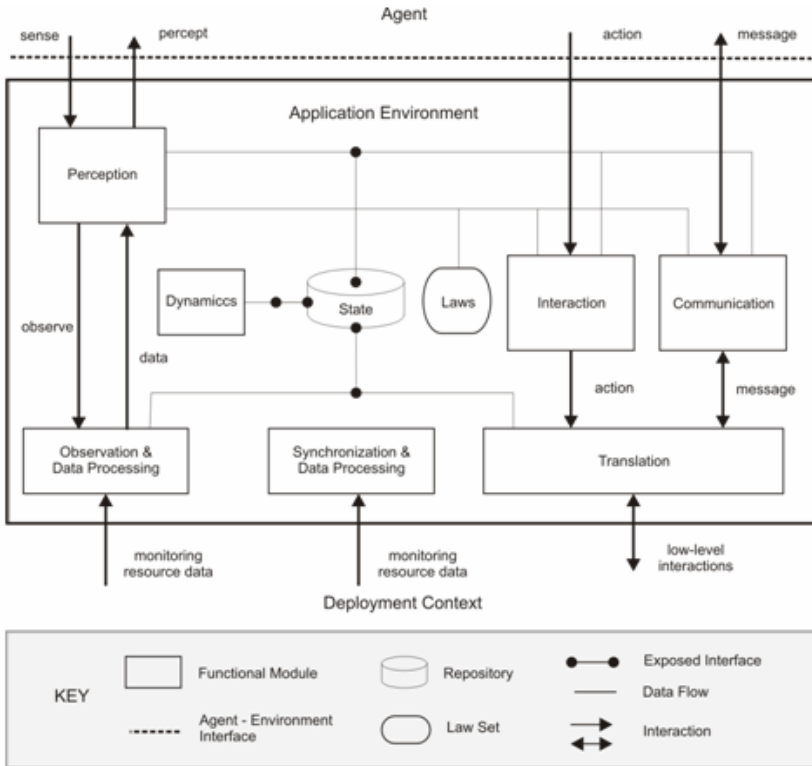 Agent
sense
percept
action
message
Application Environment
Perception
Dynamiccs
State
Laws
Interaction
Communication
observe
data
action
message
Observation &
Data Processing
Synchronization &
Data Processing
Translation
monitoring
resource data
monitoring
resource data
low-level
interactions
Deployment Context
KEY
Functional Module
Repository
Exposed Interface
Data Flow
Agent - Environment
Interface
Law Set
Interaction